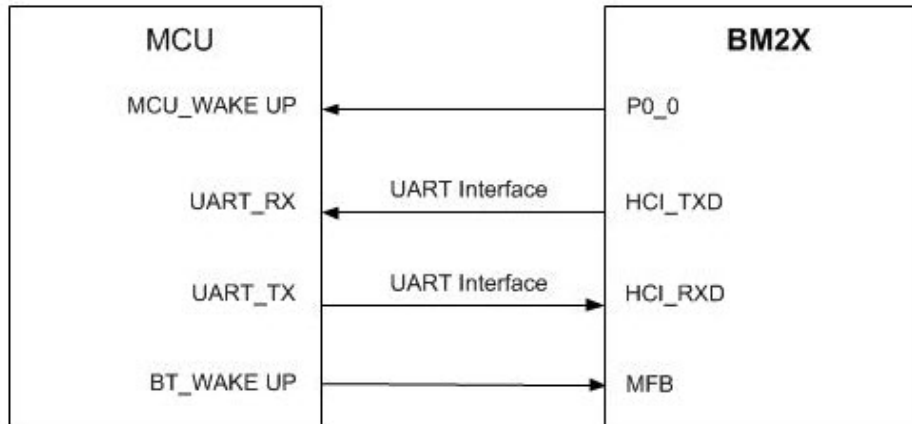 MCU
BM2X
MCU_WAKE UP
P0_0
UART_RX
UART Interface
HCI_TXD
UART_TX
UART Interface
HCI_RXD
BT_WAKE UP
MFB